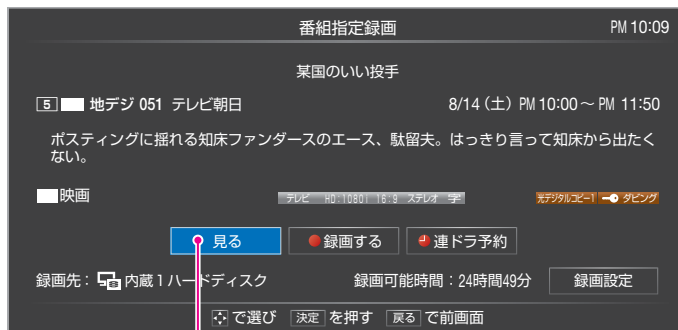 番組指定録画 PM 10:09
某国のいい投手
5 地デジ 051 テレビ朝日 8/14(土) PM 10:00~ PM 11:50
ポスティングに揺れる知床ファンダースのエース、駄留夫。はっきり言って知床から出たく
ない。
映画 テレビ HD:1080i 16:9 ステレオ 字 光デジタルコピー1 ダビング
見る 録画する 連ドラ予約
録画先: 内蔵1ハードディスク 録画可能時間:24時間49分 録画設定
で選び 決定 を押す 戻る で前画面